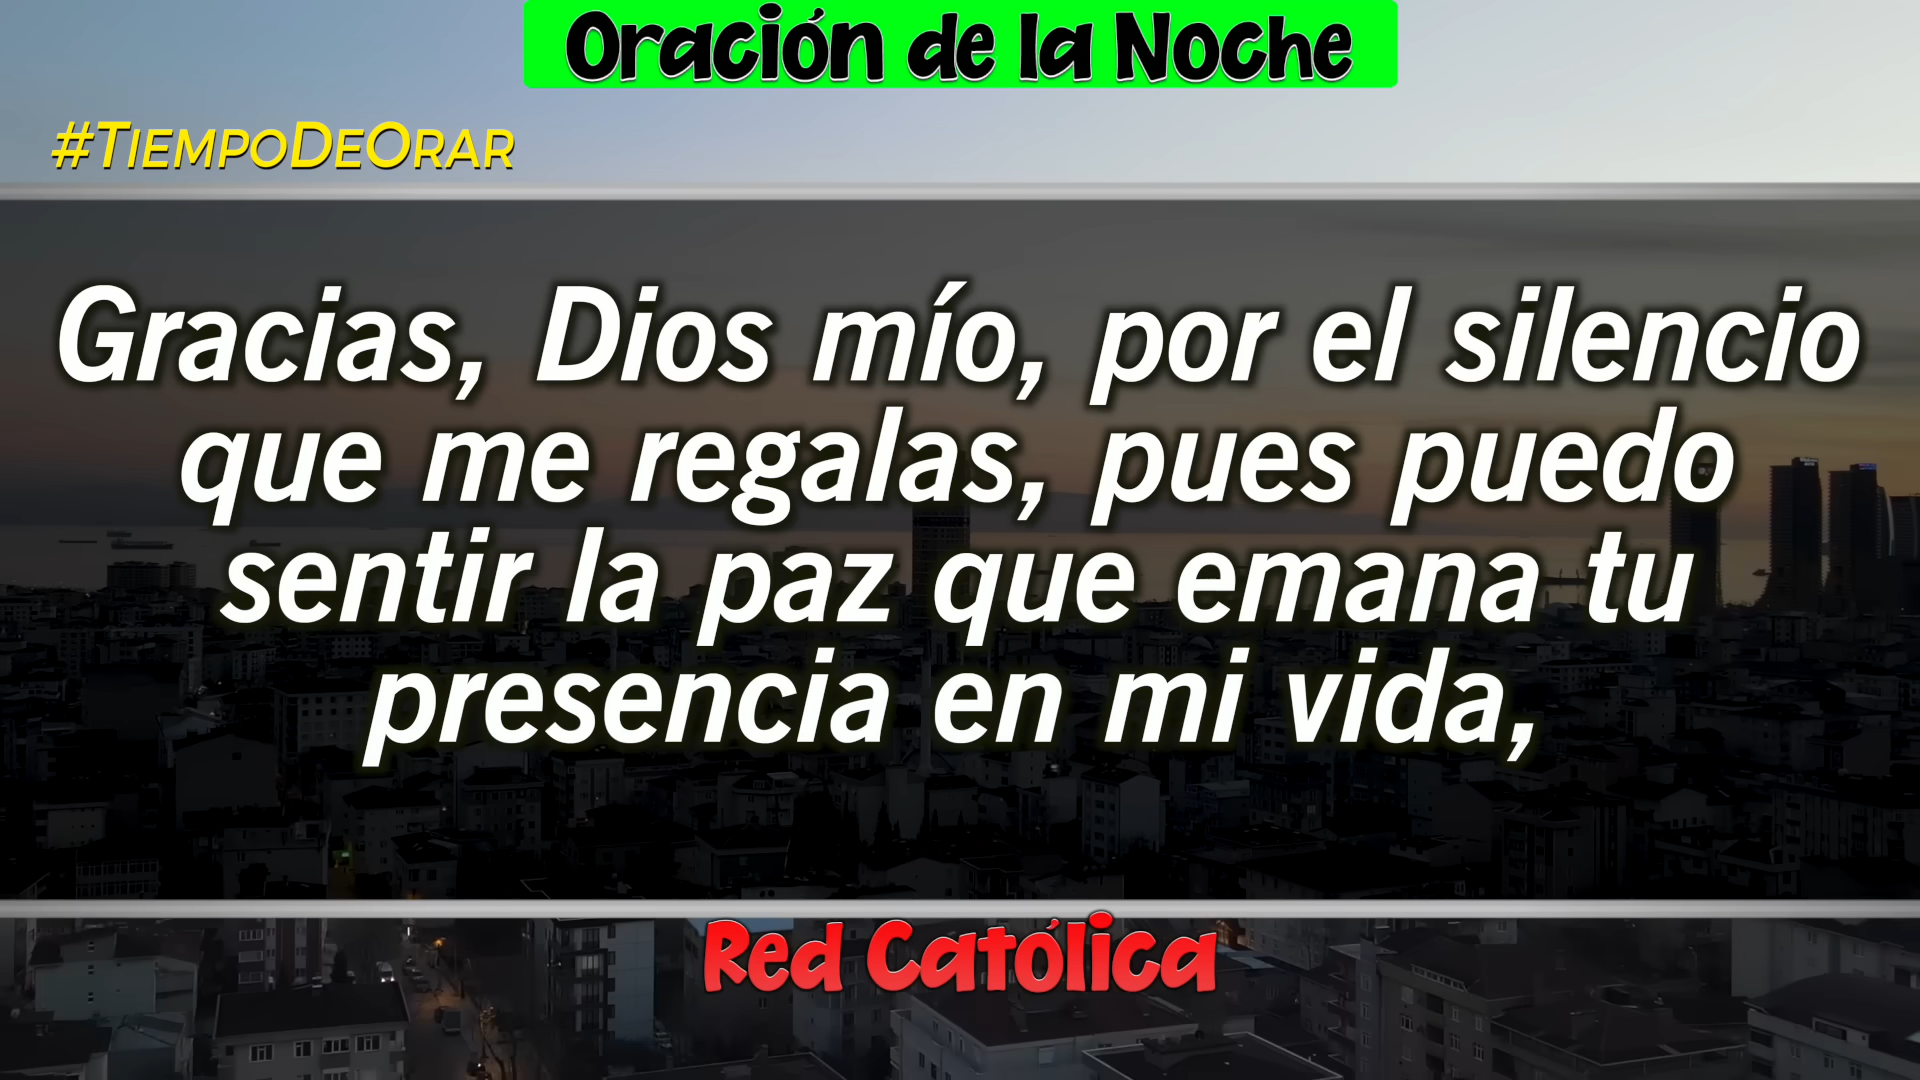 Oración de la Noche
#TiempoDeOrar
Gracias, Dios mío, por el silencio
que me regalas, pues puedo
sentir la paz que emana tu
presencia en mi vida,
Red Católica